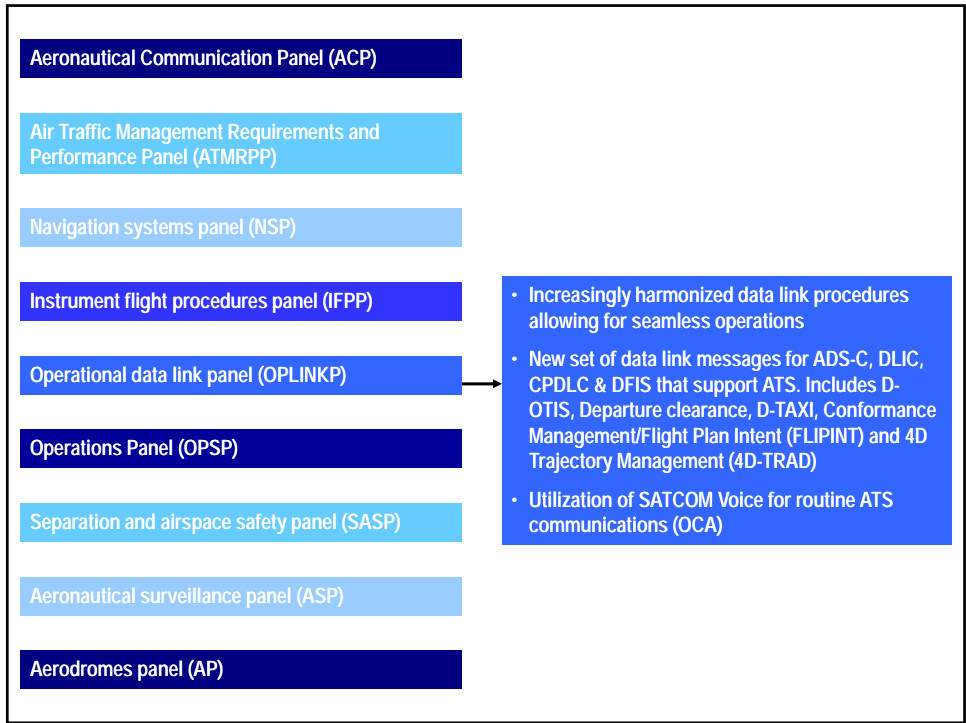 Aeronautical Communication Panel (ACP)
Air Traffic Management Requirements and
Performance Panel (ATMRPP)
Navigation systems panel (NSP)
Instrument flight procedures panel (IFPP)
Operational data link panel (OPLINKP)
Operations Panel (OPSP)
Separation and airspace safety panel (SASP)
Aeronautical surveillance panel (ASP)
Aerodromes panel (AP)
• Increasingly harmonized data link procedures
allowing for seamless operations
• New set of data link messages for ADS-C, DLIC,
CPDLC & DFIS that support ATS. Includes D-
OTIS, Departure clearance, D-TAXI, Conformance
Management/Flight Plan Intent (FLIPINT) and 4D
Trajectory Management (4D-TRAD)
• Utilization of SATCOM Voice for routine ATS
communications (OCA)